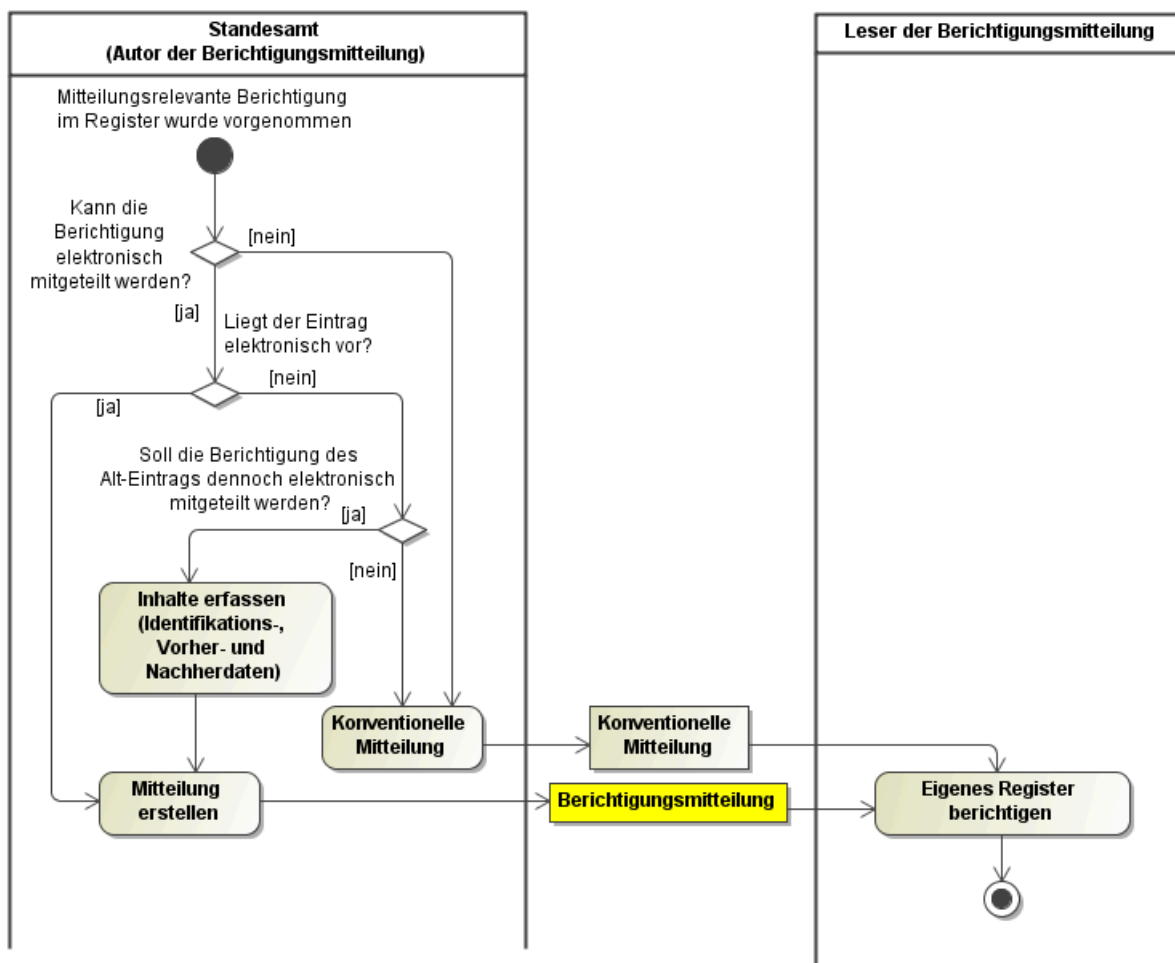 Standesamt
(Autor der Berichtigungsmitteilung)
Leser der Berichtigungsmitteilung
Mitteilungsrelevante Berichtigung
im Register wurde vorgenommen
Kann die
Berichtigung
elektronisch
mitgeteilt werden?
[nein]
[ja]
Liegt der Eintrag
elektronisch vor?
[nein]
[ja]
Soll die Berichtigung des
Alt-Eintrags dennoch elektronisch
mitgeteilt werden?
[ja]
[nein]
Inhalte erfassen
(Identifikations-,
Vorher- und
Nachherdaten)
Konventionelle
Mitteilung
Konventionelle
Mitteilung
Mitteilung
erstellen
Berichtigungsmitteilung
Eigenes Register
berichtigen